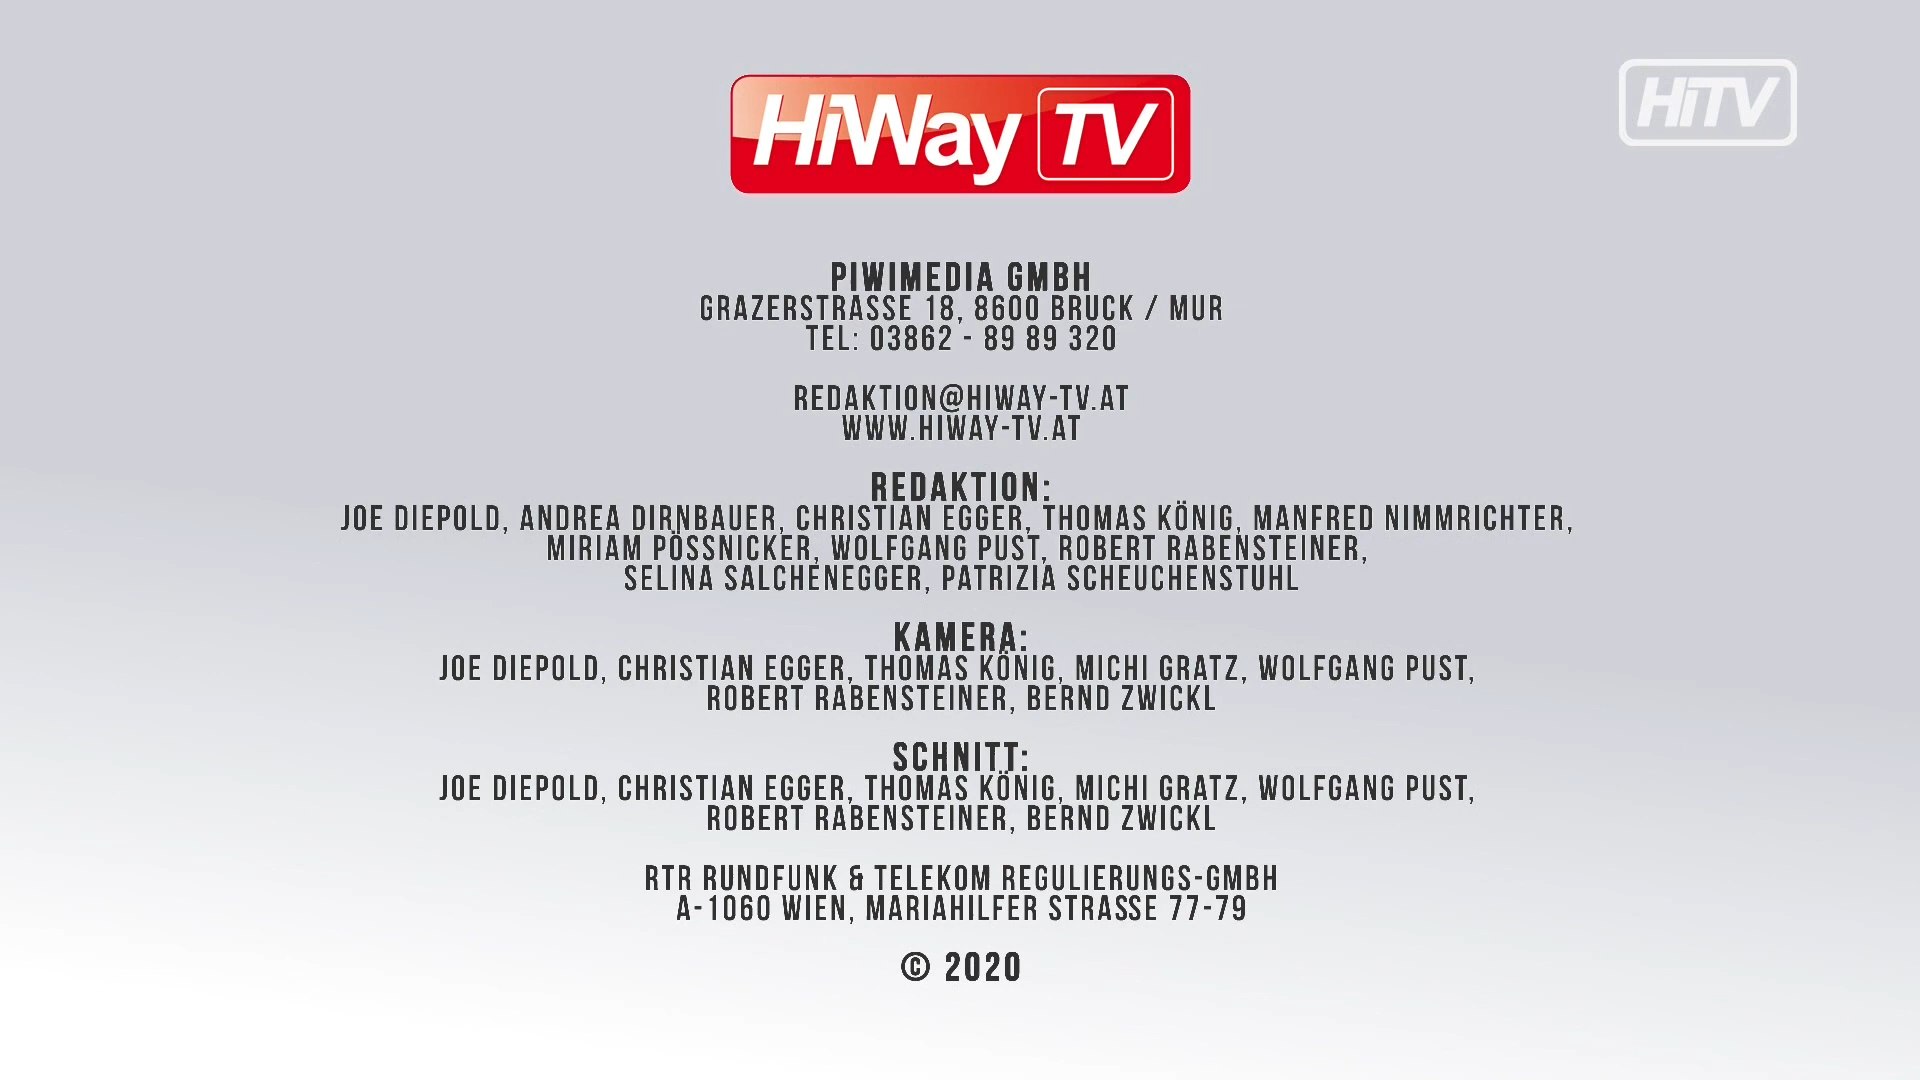 HiWay TV
HiTV
PIWIMEDIA GMBH
GRAZERSTRASSE 18, 8600 BRUCK / MUR
TEL: 03862 - 89 89 320
REDAKTION@HIWAY-TV.AT
WWW.HIWAY-TV.AT
REDAKTION:
JOE DIEPOLD, ANDREA DIRNBAUER, CHRISTIAN EGGER, THOMAS KÖNIG, MANFRED NIMMRICHTER,
MIRIAM PÖSSNICKER, WOLFGANG PUST, ROBERT RABENSTEINER,
SELINA SALCHENEGGER, PATRIZIA SCHEUCHENSTUHL
KAMERA:
JOE DIEPOLD, CHRISTIAN EGGER, THOMAS KÖNIG, MICHI GRATZ, WOLFGANG PUST,
ROBERT RABENSTEINER, BERND ZWICKL
SCHNITT:
JOE DIEPOLD, CHRISTIAN EGGER, THOMAS KÖNIG, MICHI GRATZ, WOLFGANG PUST,
ROBERT RABENSTEINER, BERND ZWICKL
RTR RUNDFUNK & TELEKOM REGULIERUNGS-GMBH
A-1060 WIEN, MARIAHILFER STRASSE 77-79
© 2020